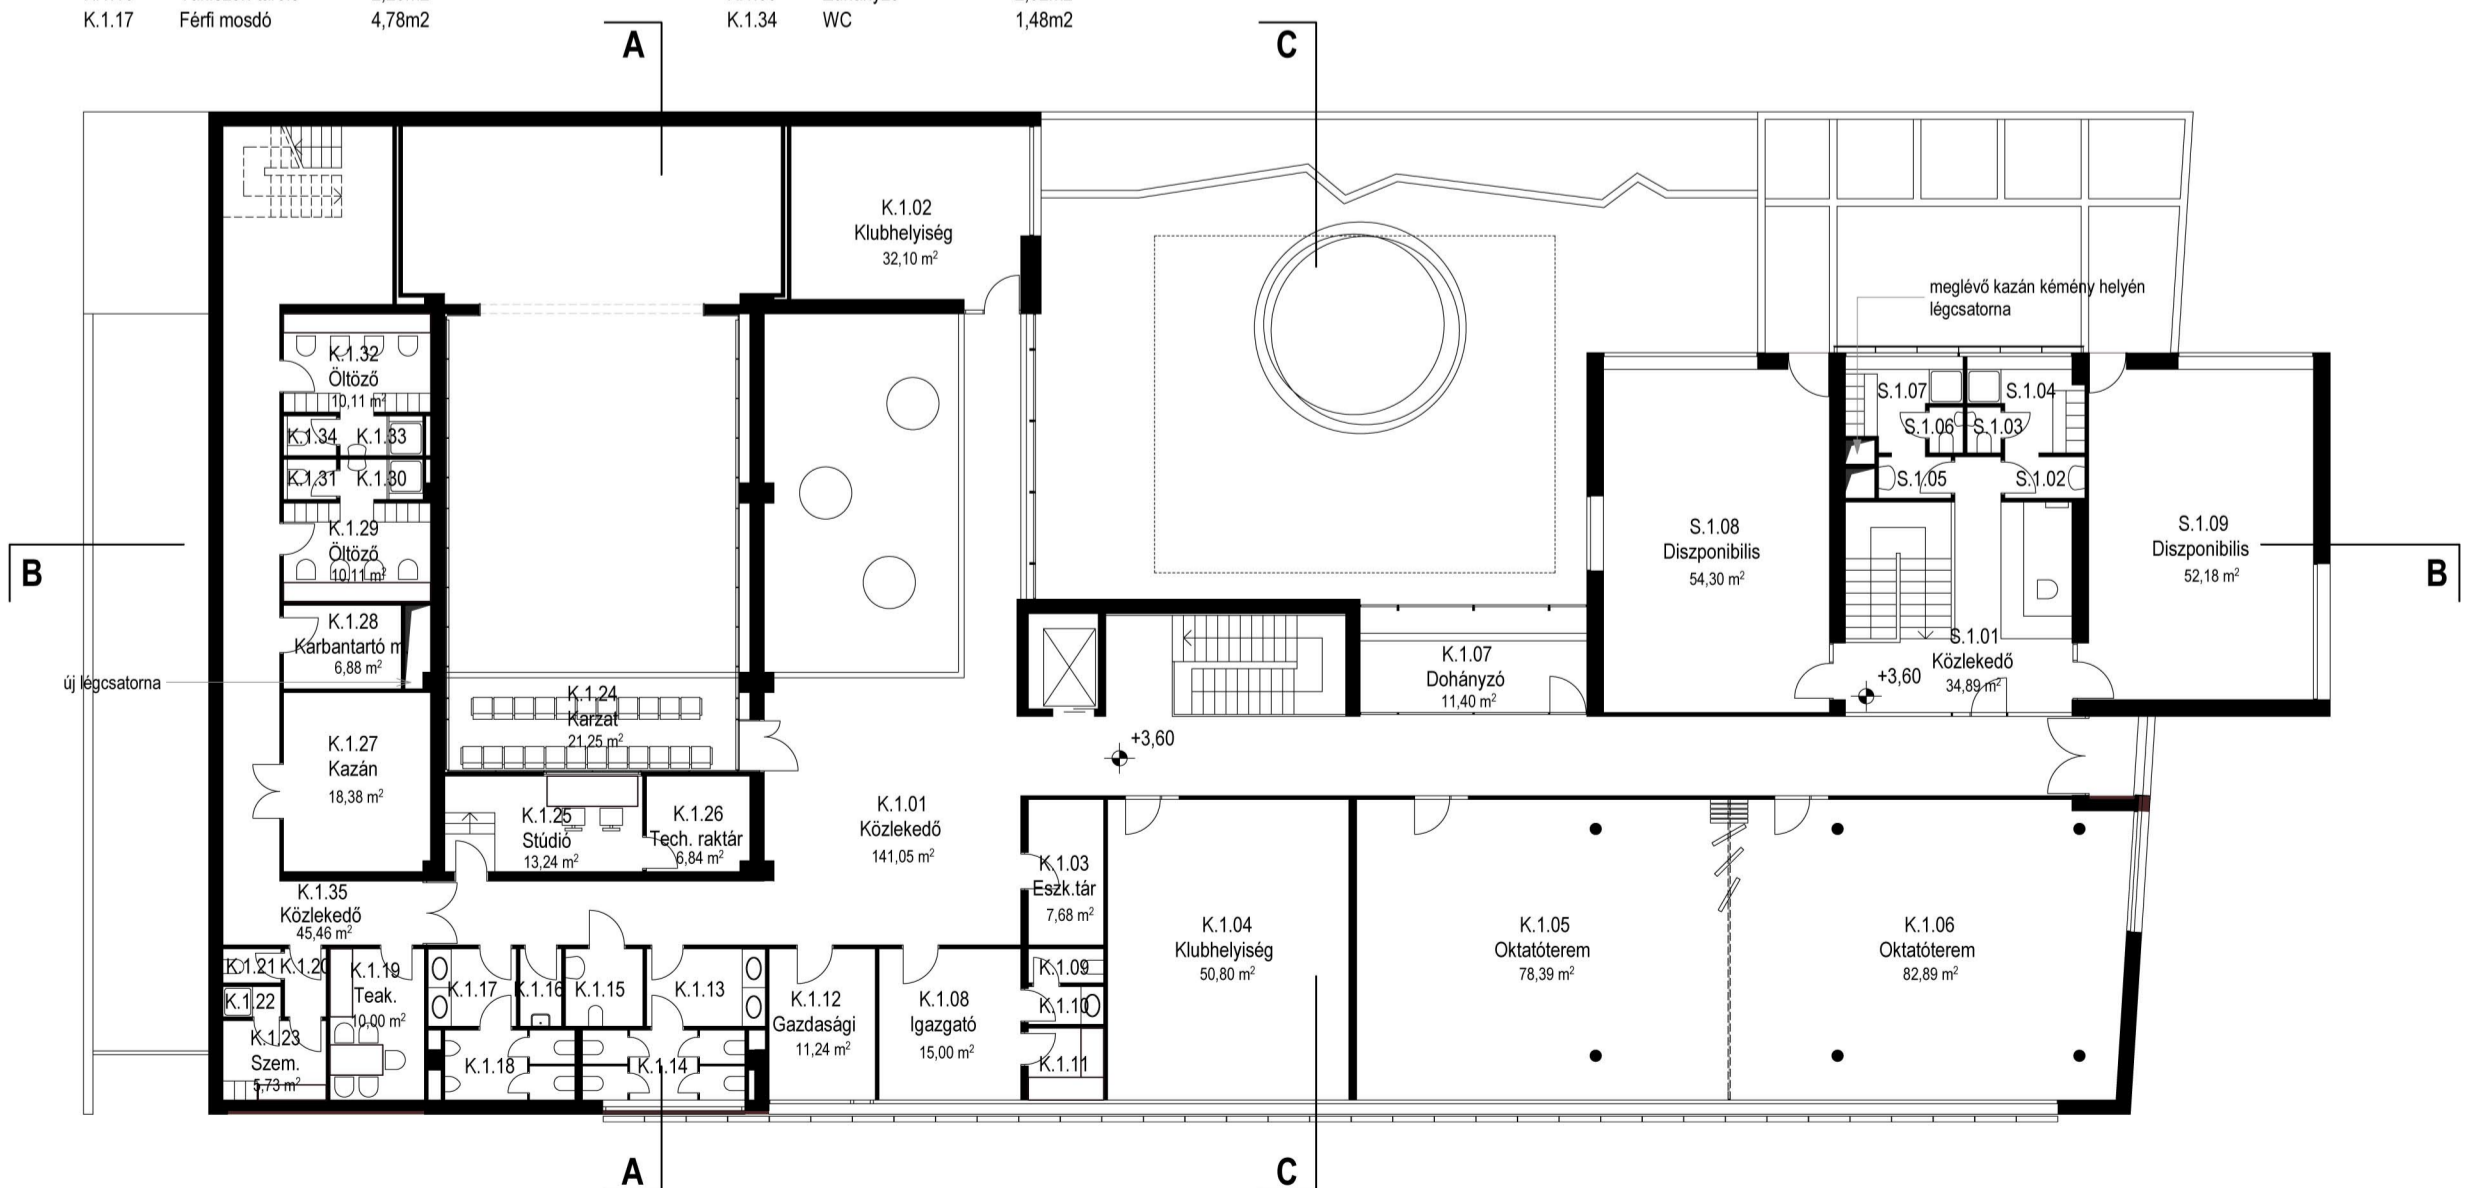 K.1.17 Férfi mosdó 4,78m2 K.1.34 WC 1,48m2
A
C
K.1.02
Klubhelyiség
32,10 m²
meglévő kazán kémény helyén
légcsatorna
K.1.32
Öltöző
10,11 m²
K.1.34
K.1.33
K.1.31
K.1.30
K.1.29
Öltöző
10,11 m²
S.1.07
S.1.04
S.1.06
S.1.03
S.1.05
S.1.02
B
S.1.08
Diszponibilis
54,30 m²
S.1.09
Diszponibilis
52,18 m²
B
K.1.28
Karbantartó m.
6,88 m²
új légcsatorna
K.1.24
Karzat
21,25 m²
K.1.07
Dohányzó
11,40 m²
S.1.01
Közlekedő
34,89 m²
+3,60
+3,60
K.1.27
Kazán
18,38 m²
K.1.25
Stúdió
13,24 m²
K.1.26
Tech. raktár
6,84 m²
K.1.01
Közlekedő
141,05 m²
K.1.03
Eszk.tár
7,68 m²
K.1.35
Közlekedő
45,46 m²
K.1.04
Klubhelyiség
50,80 m²
K.1.05
Oktatóterem
78,39 m²
K.1.06
Oktatóterem
82,89 m²
K.1.21
K.1.20
K.1.22
K.1.23
Szem.
5,73 m²
K.1.19
Teak.
10,00 m²
K.1.17
K.1.16
K.1.15
K.1.13
K.1.18
K.1.14
K.1.12
Gazdasági
11,24 m²
K.1.08
Igazgató
15,00 m²
K.1.09
K.1.10
K.1.11
A
C